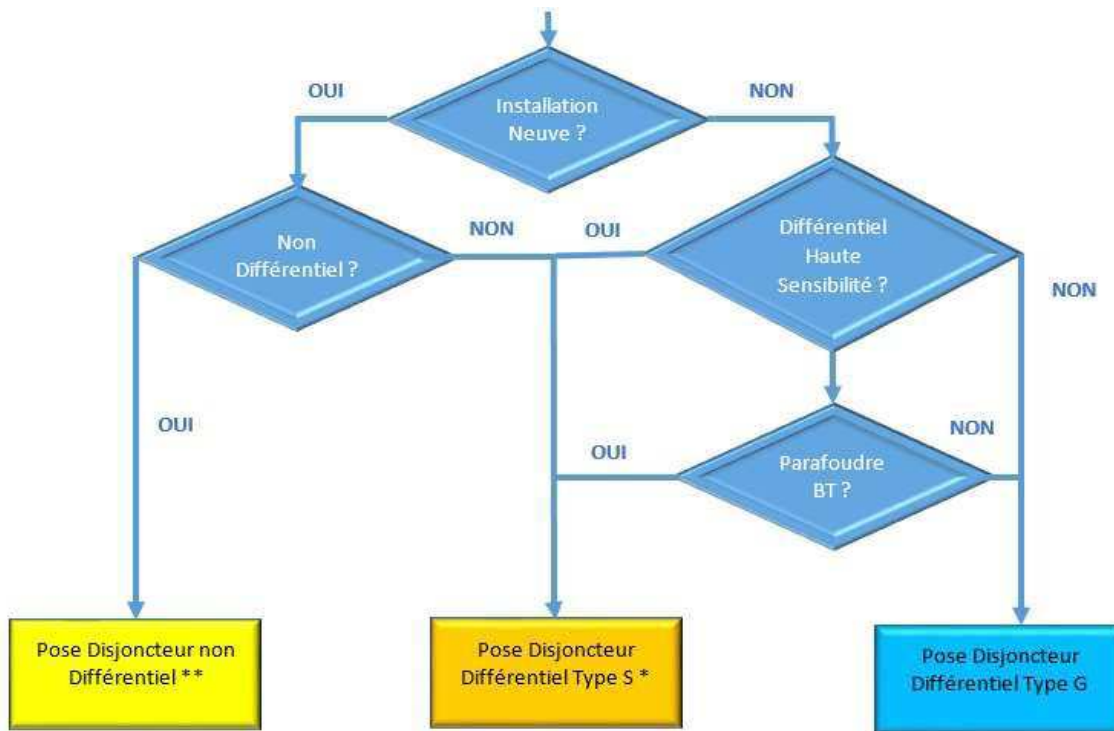 OUI
NON
Installation
Neuve ?
Non
Différentiel ?
NON
OUI
Différentiel
Haute
Sensibilité ?
NON
OUI
OUI
NON
Parafoudre
BT ?
Pose Disjoncteur non
Différentiel **
Pose Disjoncteur
Différentiel Type S *
Pose Disjoncteur
Différentiel Type G